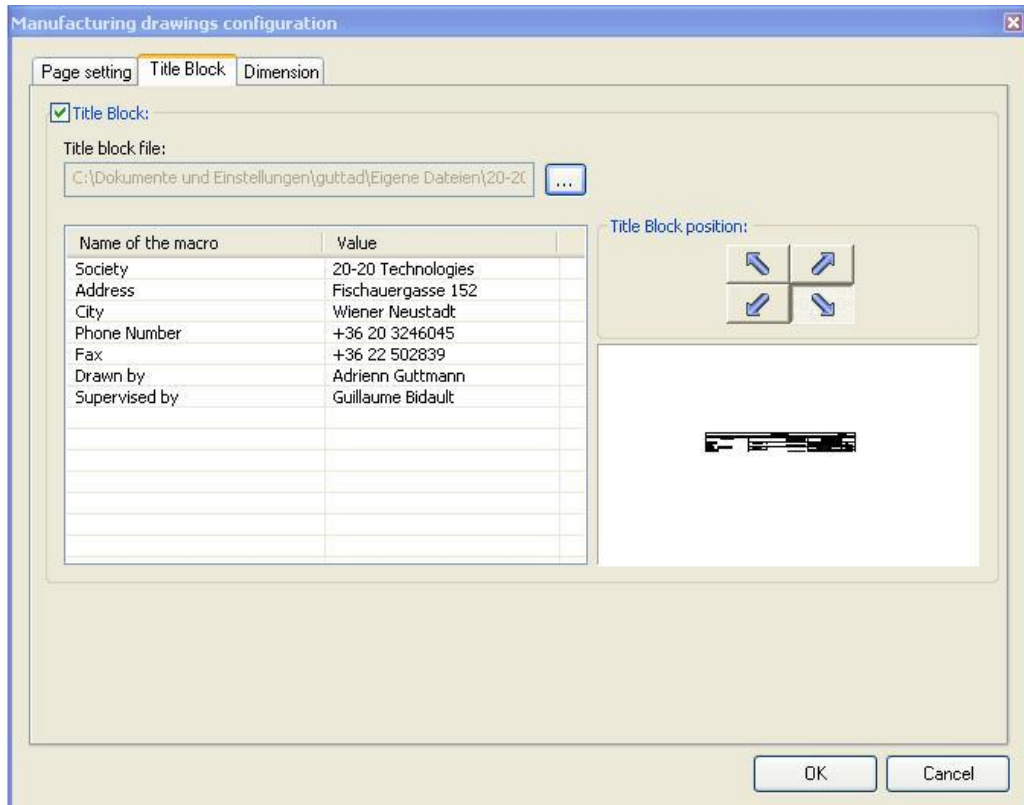 Manufacturing drawings configuration
Page setting Title Block Dimension
Title Block:
Title block file:
C:\Dokumente und Einstellungen\guttad\Eigene Dateien\20-20
...
Name of the macro Value
Society 20-20 Technologies
Address Fischauergasse 152
City Wiener Neustadt
Phone Number +36 20 3246045
Fax +36 22 502839
Drawn by Adrienn Guttmann
Supervised by Guillaume Bidault
Title Block position:
OK Cancel